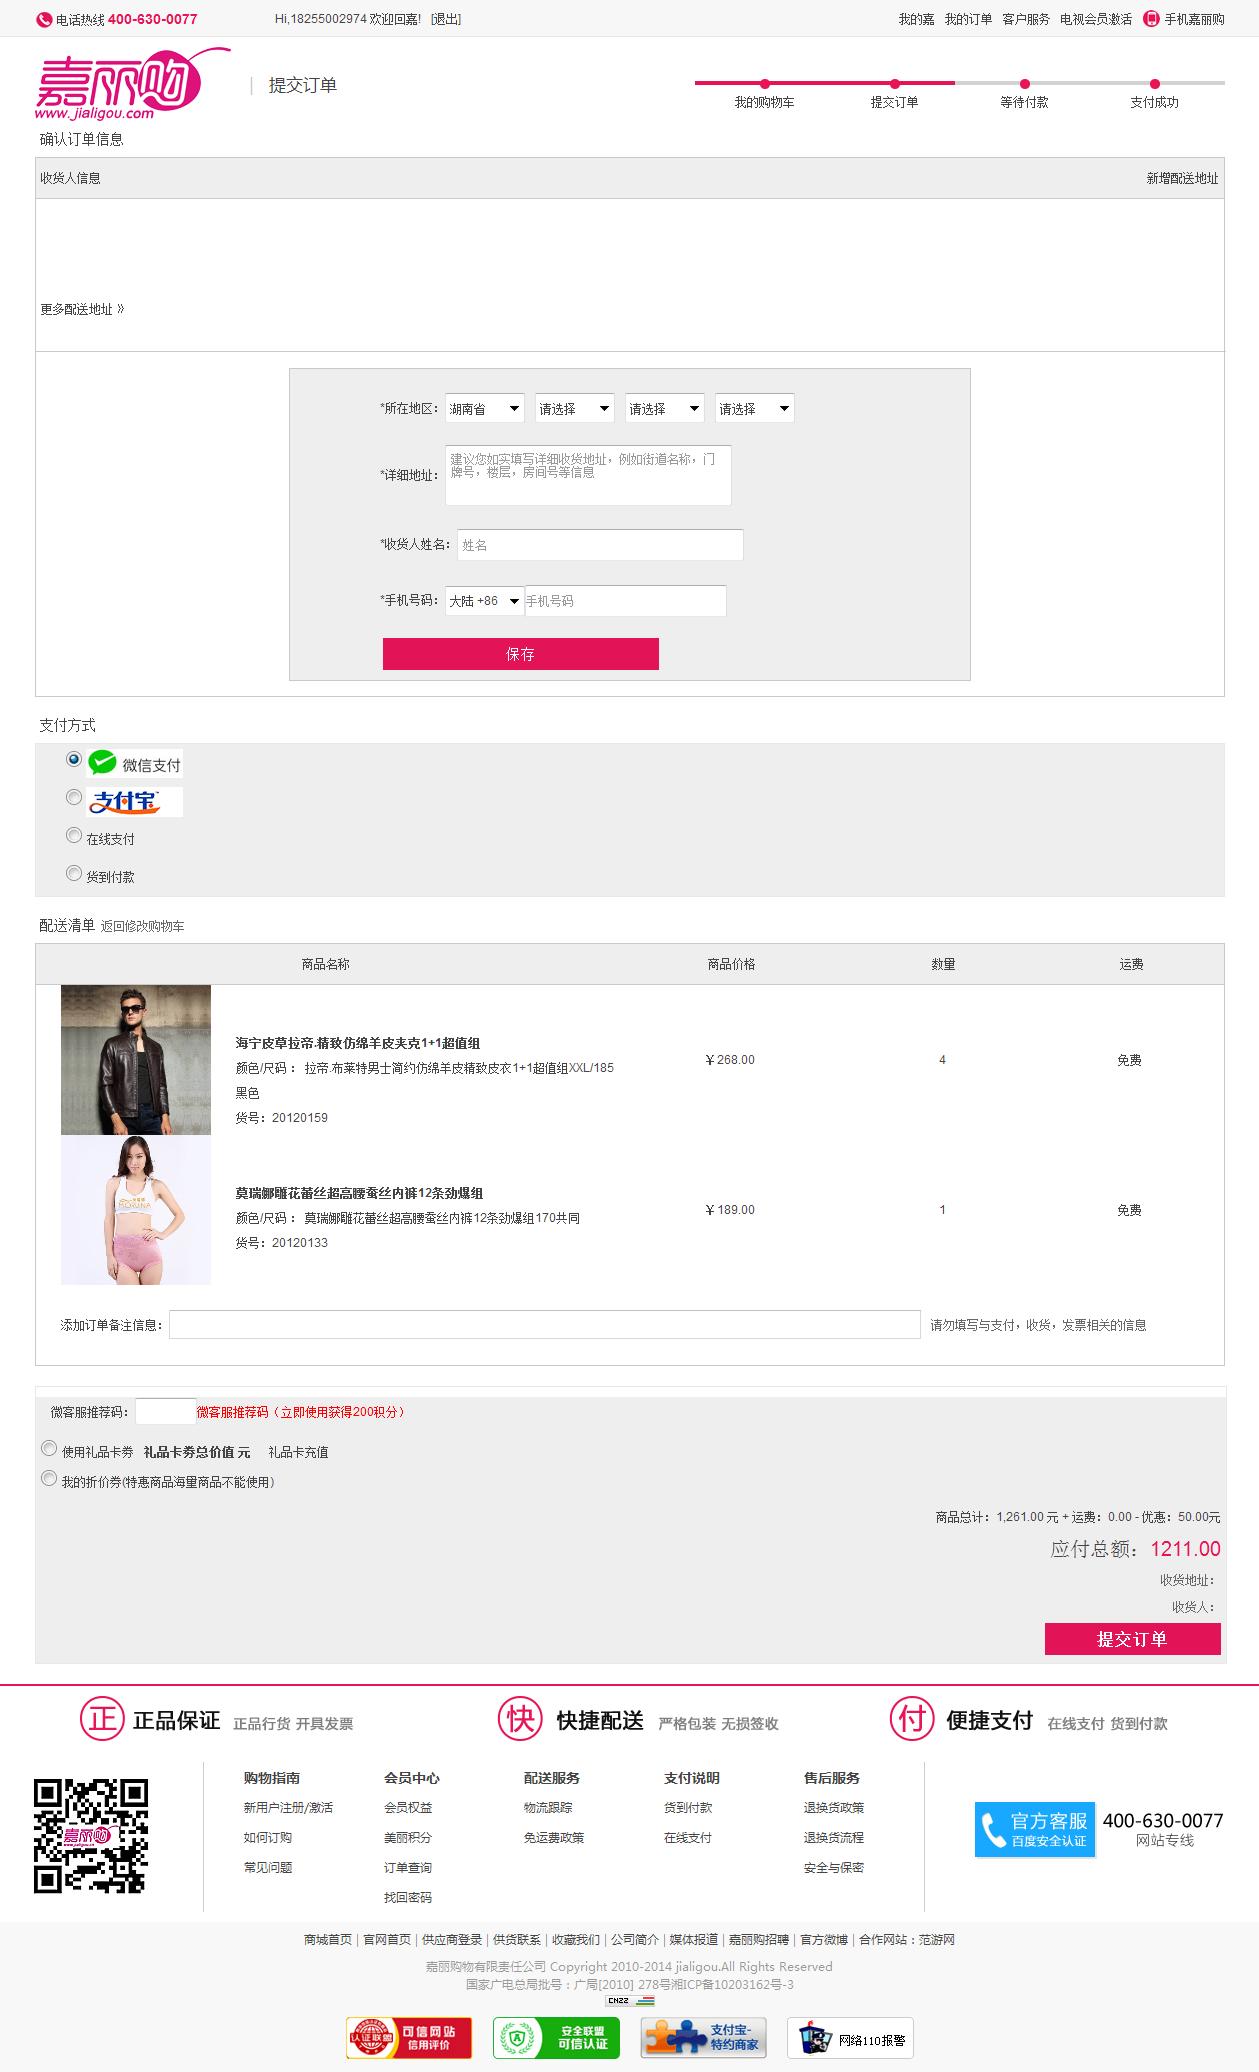 电话热线 400-630-0077 Hi,18255002974 欢迎回嘉! [退出] 我的嘉 我的订单 客户服务 电视会员激活 手机嘉丽购
嘉丽购
www.jialigou.com
提交订单
我的购物车 提交订单 等待付款 支付成功
确认订单信息
收货人信息 新增配送地址
更多配送地址 》
*所在地区： 湖南省 请选择 请选择 请选择
*详细地址： 建议您如实填写详细收货地址，例如街道名称，门
牌号，楼层，房间号等信息
*收货人姓名： 姓名
*手机号码： 大陆 +86 手机号码
保存
支付方式
微信支付
支付宝
在线支付
货到付款
配送清单 返回修改购物车
商品名称 商品价格 数量 运费
海宁皮草拉帝.精致仿绵羊皮夹克1+1超值组
颜色/尺码： 拉帝.布莱特男士简约仿绵羊皮精致皮衣1+1超值组XXL/185
黑色
货号：20120159
￥268.00 4 免费
莫瑞娜雕花蕾丝超高腰蚕丝内裤12条劲爆组
颜色/尺码： 莫瑞娜雕花蕾丝超高腰蚕丝内裤12条劲爆组170共同
货号：20120133
￥189.00 1 免费
添加订单备注信息： 请勿填写与支付，收货，发票相关的信息
微客服推荐码： 微客服推荐码（立即使用获得200积分）
使用礼品卡劵 礼品卡劵总价值 元 礼品卡充值
我的折价劵(特惠商品海量商品不能使用)
商品总计：1,261.00 元 + 运费：0.00 - 优惠：50.00元
应付总额：1211.00
收货地址：
收货人：
提交订单
正 正品保证 正品行货 开具发票 快 快捷配送 严格包装 无损签收 付 便捷支付 在线支付 货到付款
购物指南 会员中心 配送服务 支付说明 售后服务
新用户注册/激活 会员权益 物流跟踪 货到付款 退换货政策
如何订购 美丽积分 免运费政策 在线支付 退换货流程
常见问题 订单查询 安全与保密
找回密码
嘉丽购
官方客服
百度安全认证
400-630-0077
网站专线
商城首页 | 官网首页 | 供应商登录 | 供货联系 | 收藏我们 | 公司简介 | 媒体报道 | 嘉丽购招聘 | 官方微博 | 合作网站：范游网
嘉丽购物有限责任公司 Copyright 2010-2014 jialigou.All Rights Reserved
国家广电总局批号：广局[2010] 278号湘ICP备10203162号-3
CNZZ
认证联盟 可信网站 信用评价
安全联盟 可信认证
支付宝- 特约商家
网络110报警